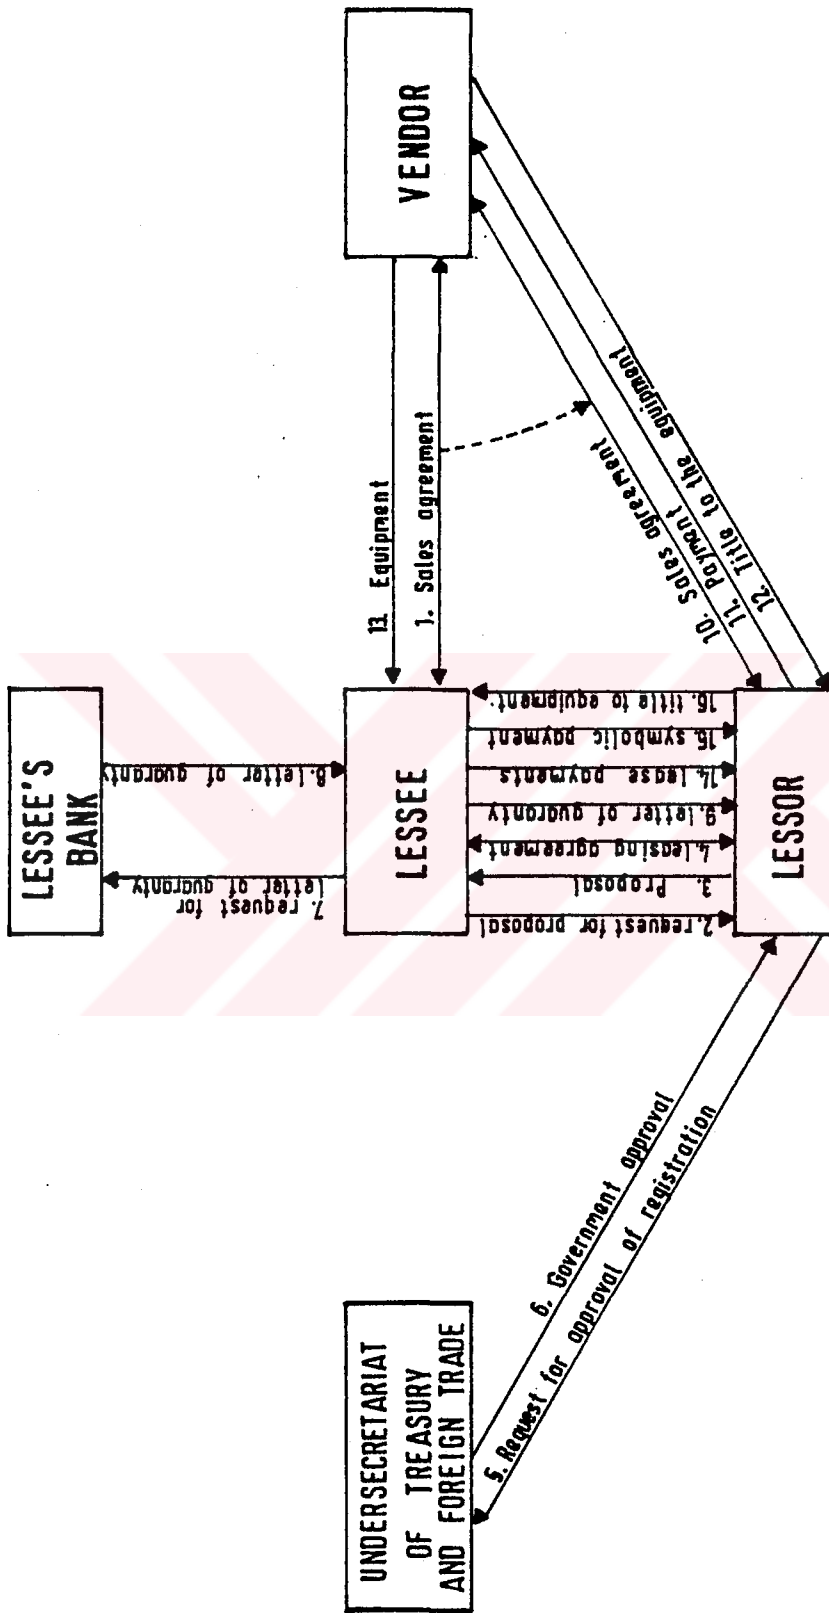 LESSEE'S
BANK
7. request for
letter of guaranty
8. letter of guaranty
UNDERSECRETARIAT
OF TREASURY
AND FOREIGN TRADE
LESSEE
VENDOR
13. Equipment
1. Sales agreement
2. request for proposal
3. Proposal
4. leasing agreement
9. letter of guaranty
14. lease payments
15. symbolic payment
16. title to equipment
6. Government approval
5. Request for approval of registration
10. Sales agreement
11. Payment
12. Title to the equipment
LESSOR